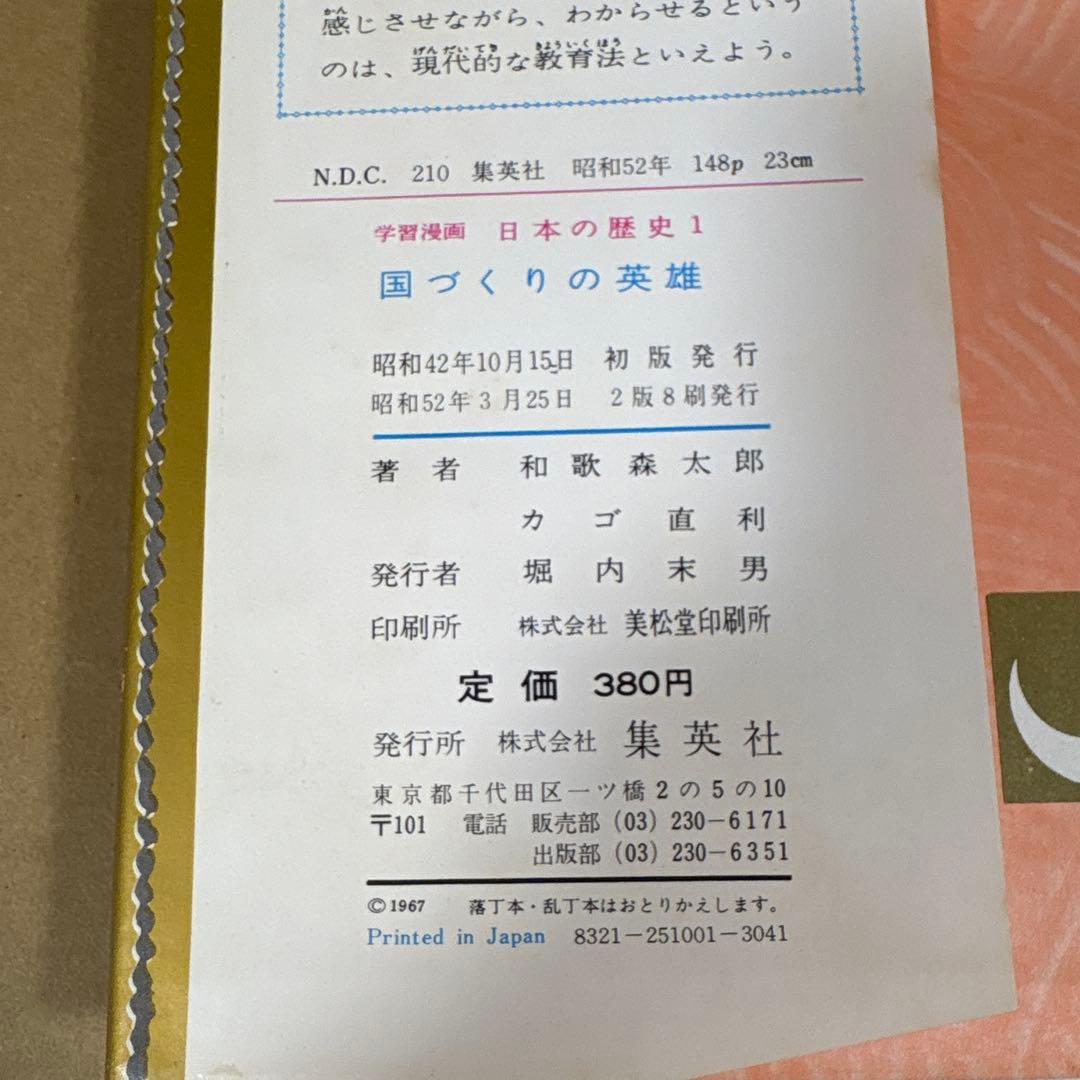 感じさせながら、わからせるという
のは、現代的な教育法といえよう。
N.D.C. 210 集英社 昭和52年 148p 23cm
学習漫画 日本の歴史1
国づくりの英雄
昭和42年10月15日 初版発行
昭和52年3月25日 2版8刷発行
著者 和歌森太郎
カゴ直利
発行者 堀内末男
印刷所 株式会社 美松堂印刷所
定価 380円
発行所 株式会社 集英社
東京都千代田区一ツ橋2の5の10
〒101 電話 販売部(03)230-6171
出版部(03)230-6351
©1967 落丁本・乱丁本はおとりかえします。
Printed in Japan 8321-251001-3041